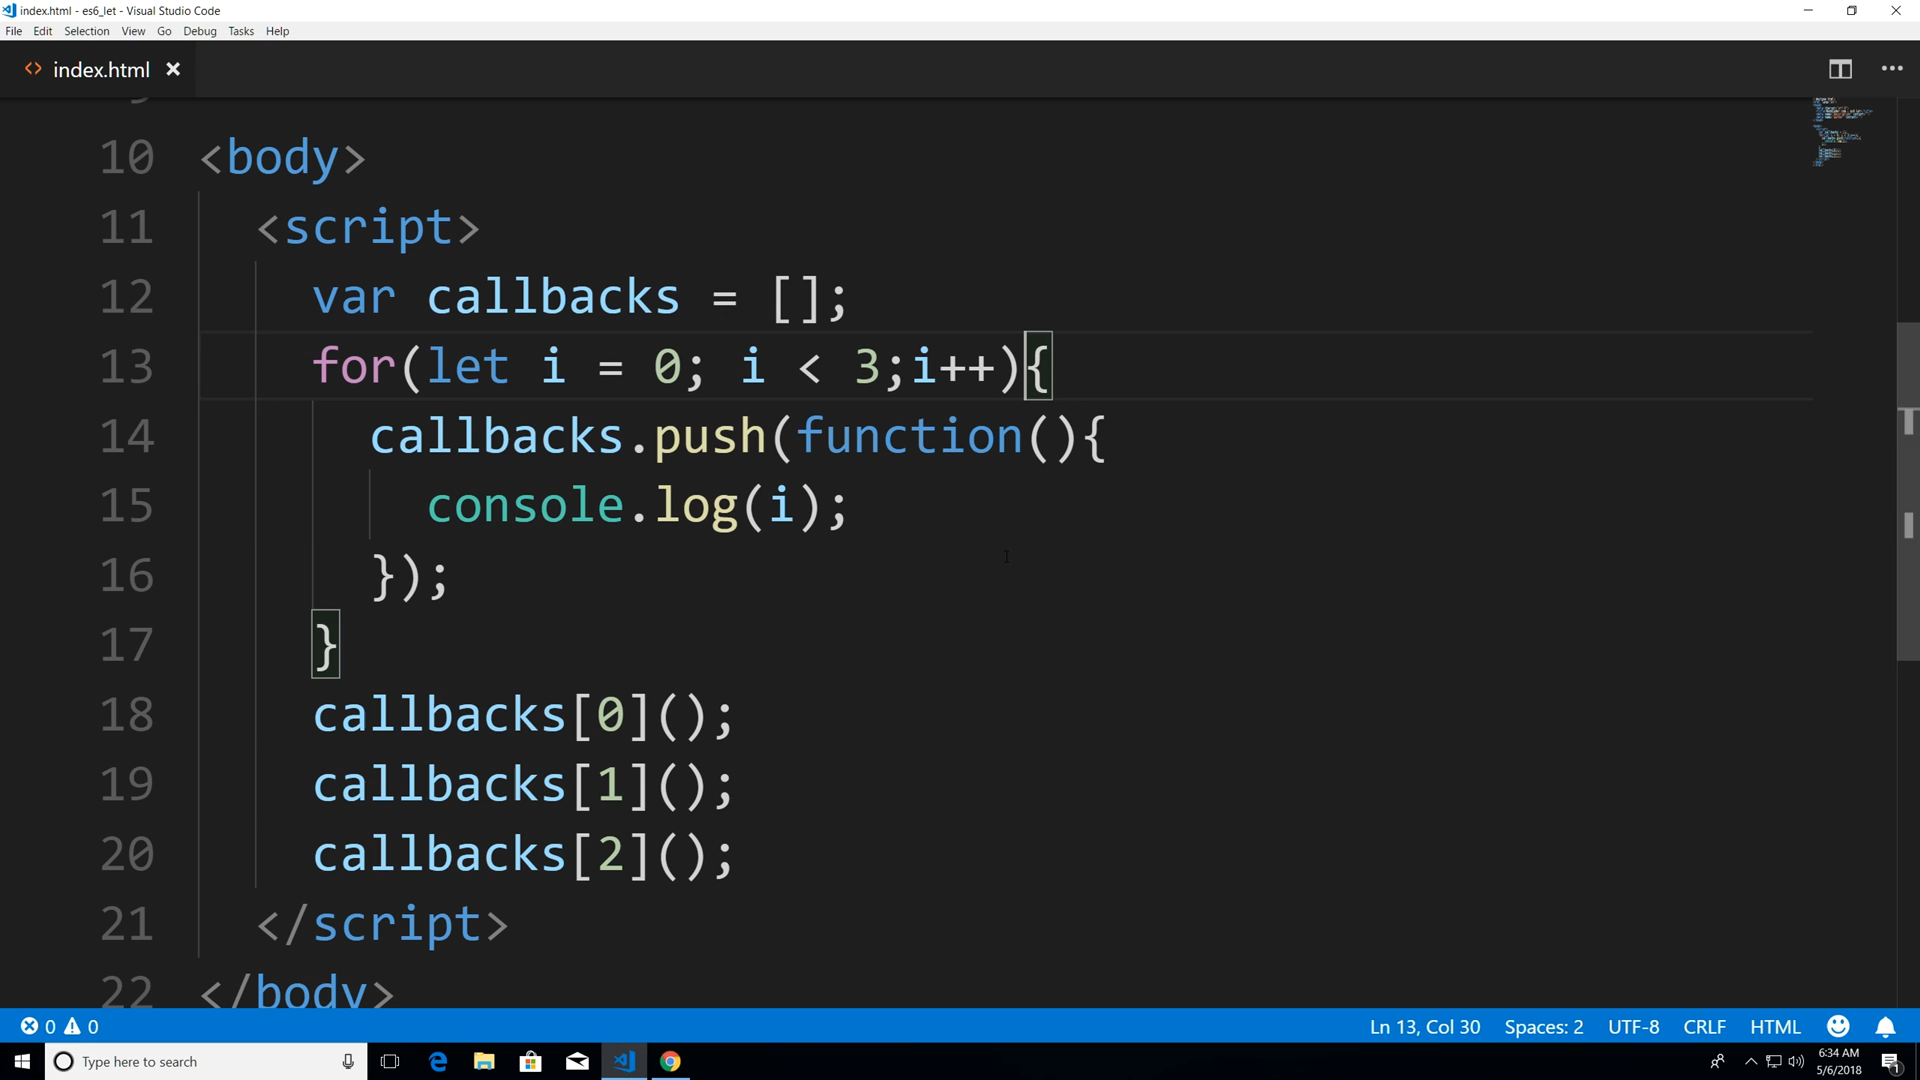 index.html - es6_let - Visual Studio Code
File Edit Selection View Go Debug Tasks Help
index.html
10 <body>
11 <script>
12 var callbacks = [];
13 for(let i = 0; i < 3;i++){
14 callbacks.push(function(){
15 console.log(i);
16 });
17 }
18 callbacks[0]();
19 callbacks[1]();
20 callbacks[2]();
21 </script>
22 </body>
0 0 Ln 13, Col 30 Spaces: 2 UTF-8 CRLF HTML
Type here to search
6:34 AM
5/6/2018
1